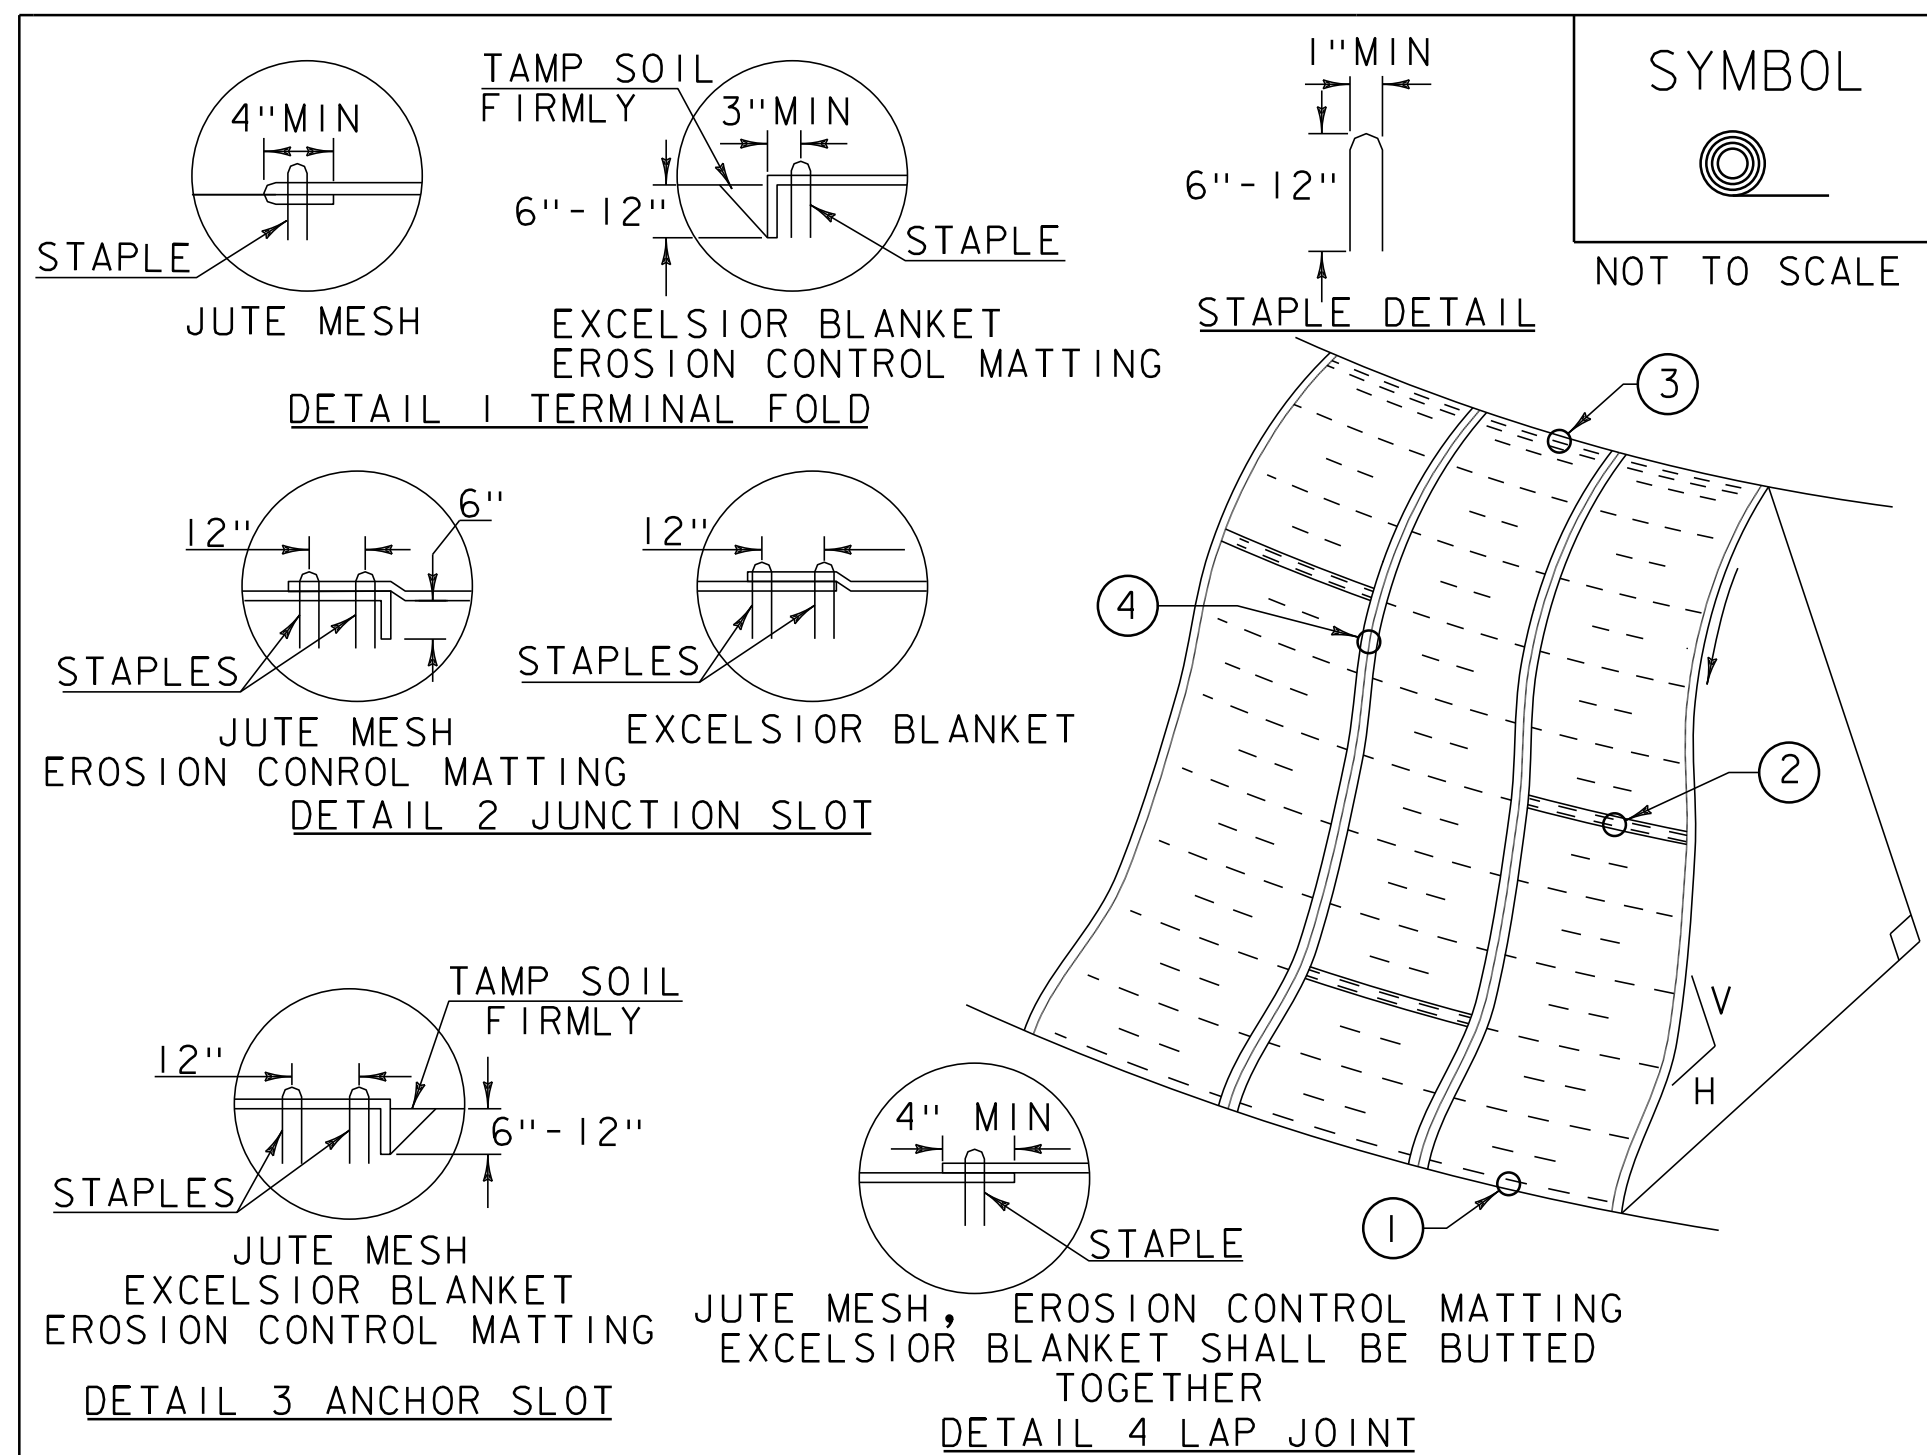 TAMP SOIL
FIRMLY
4"MIN
3"MIN
6"-12"
STAPLE
STAPLE
JUTE MESH
EXCELSIOR BLANKET
EROSION CONTROL MATTING
DETAIL 1 TERMINAL FOLD
1"MIN
6"-12"
STAPLE DETAIL
SYMBOL
NOT TO SCALE
12"
6"
STAPLES
JUTE MESH
EROSION CONROL MATTING
12"
STAPLES
EXCELSIOR BLANKET
DETAIL 2 JUNCTION SLOT
3
4
2
V
H
1
TAMP SOIL
FIRMLY
12"
6"-12"
STAPLES
JUTE MESH
EXCELSIOR BLANKET
EROSION CONTROL MATTING
DETAIL 3 ANCHOR SLOT
4" MIN
STAPLE
JUTE MESH, EROSION CONTROL MATTING
EXCELSIOR BLANKET SHALL BE BUTTED
TOGETHER
DETAIL 4 LAP JOINT